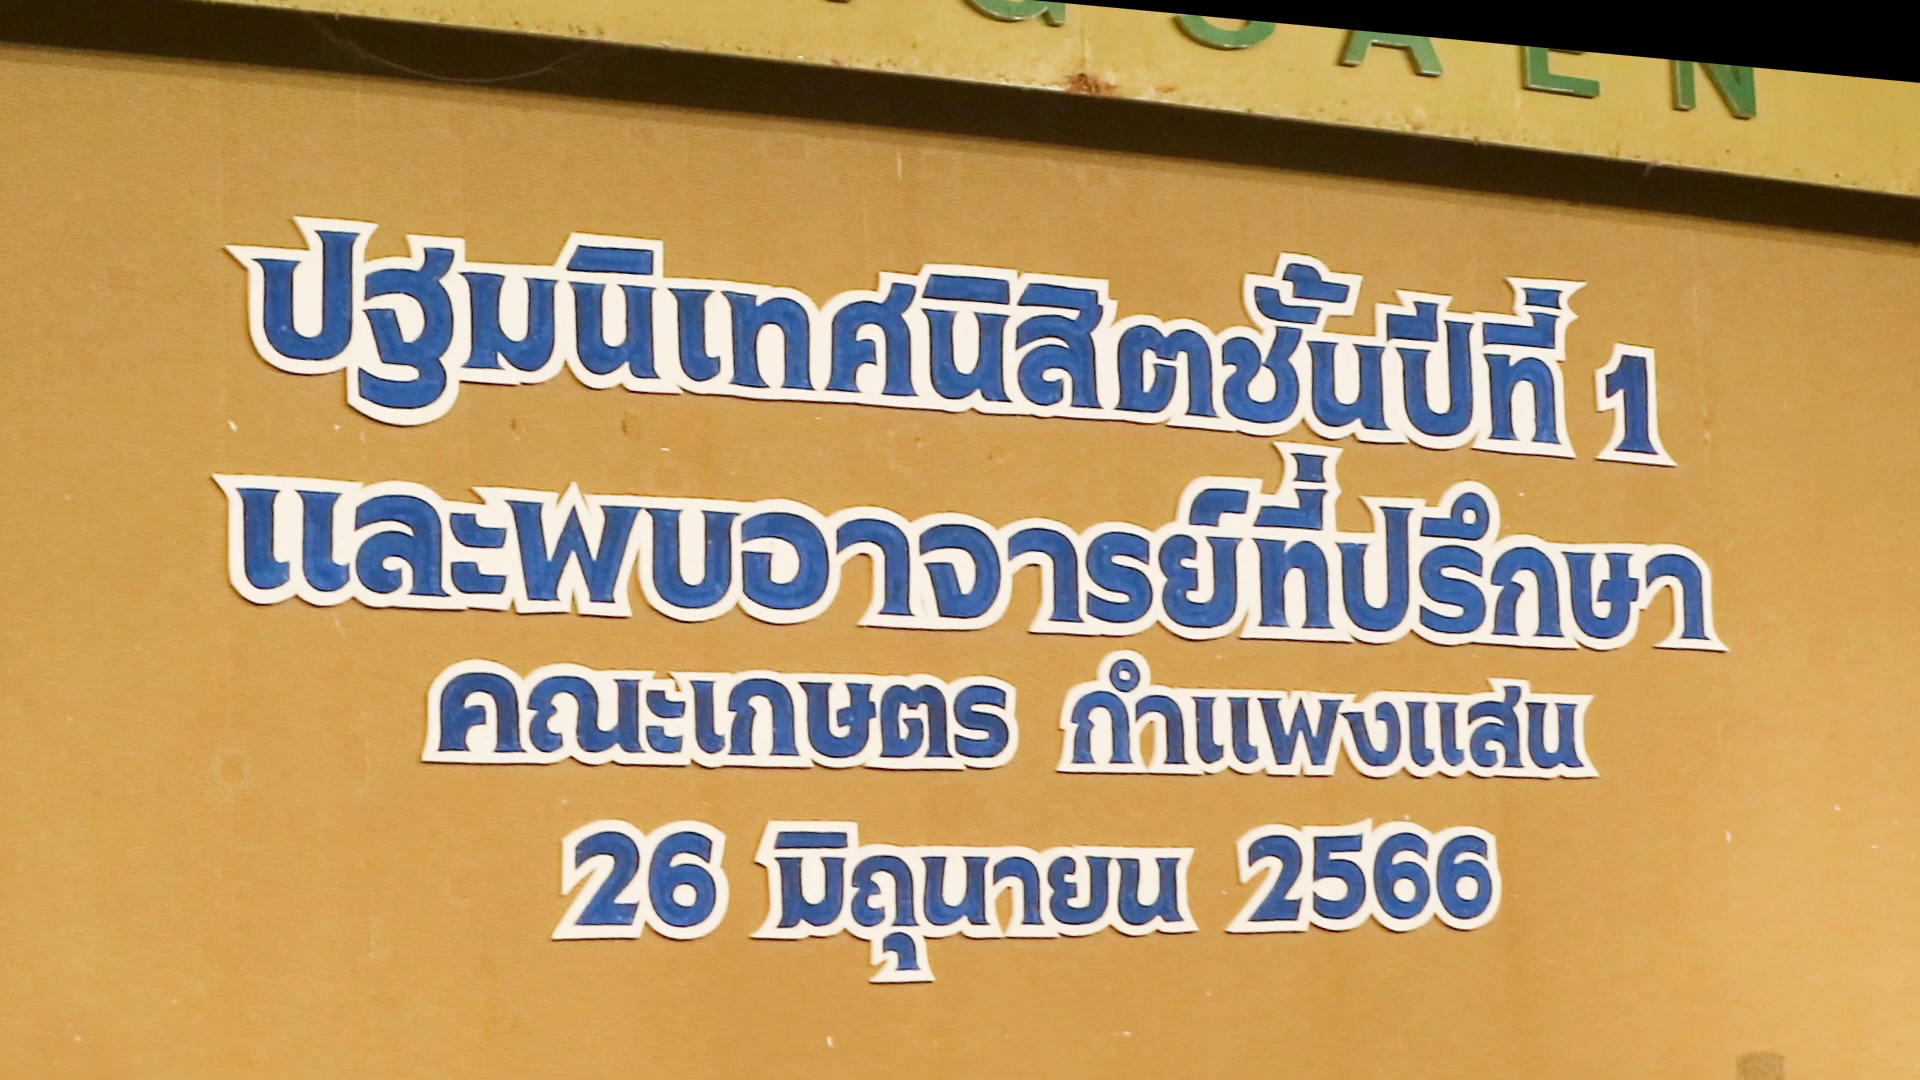 ปฐมนิเทศนิสิตชั้นปีที่ 1
และพบอาจารย์ที่ปรึกษา
คณะเกษตร กำแพงแสน
26 มิถุนายน 2566